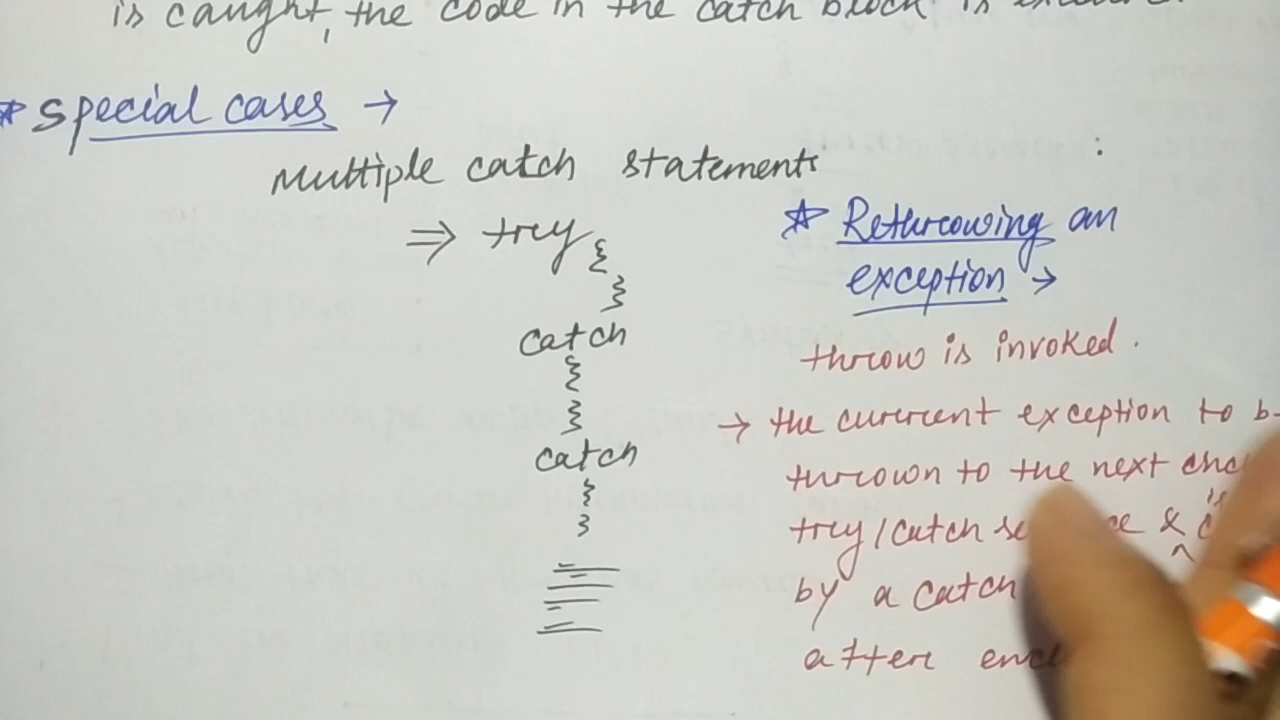 is caught, the code in the catch block is
* special cases →
Multiple catch statements
⇒ try {
}
catch
{
}
catch
{
}
* Rethrowing an
exception →
throw is invoked.
→ the current exception to
thrown to the next
try/catch &
is
by a catch
after